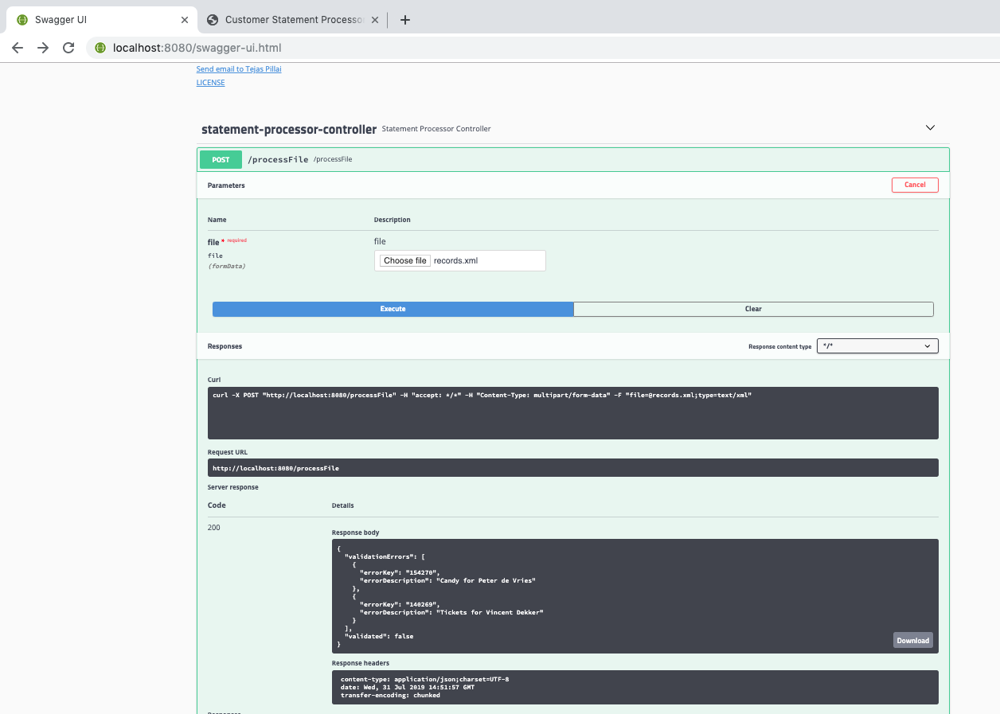 Swagger UI
Customer Statement Processo
localhost:8080/swagger-ui.html
Send email to Tejas Pillai
LICENSE
statement-processor-controller Statement Processor Controller
POST /processFile /processFile
Parameters
Cancel
Name Description
file * required file
file
(formData)
Choose file records.xml
Execute Clear
Responses
Response content type */*
Curl
curl -X POST "http://localhost:8080/processFile" -H "accept: */*" -H "Content-Type: multipart/form-data" -F "file=@records.xml;type=text/xml"
Request URL
http://localhost:8080/processFile
Server response
Code Details
200
Response body
{
"validationErrors": [
{
"errorKey": "154270",
"errorDescription": "Candy for Peter de Vries"
},
{
"errorKey": "140269",
"errorDescription": "Tickets for Vincent Dekker"
}
],
"validated": false
}
Download
Response headers
content-type: application/json;charset=UTF-8
date: Wed, 31 Jul 2019 14:51:57 GMT
transfer-encoding: chunked
Responses